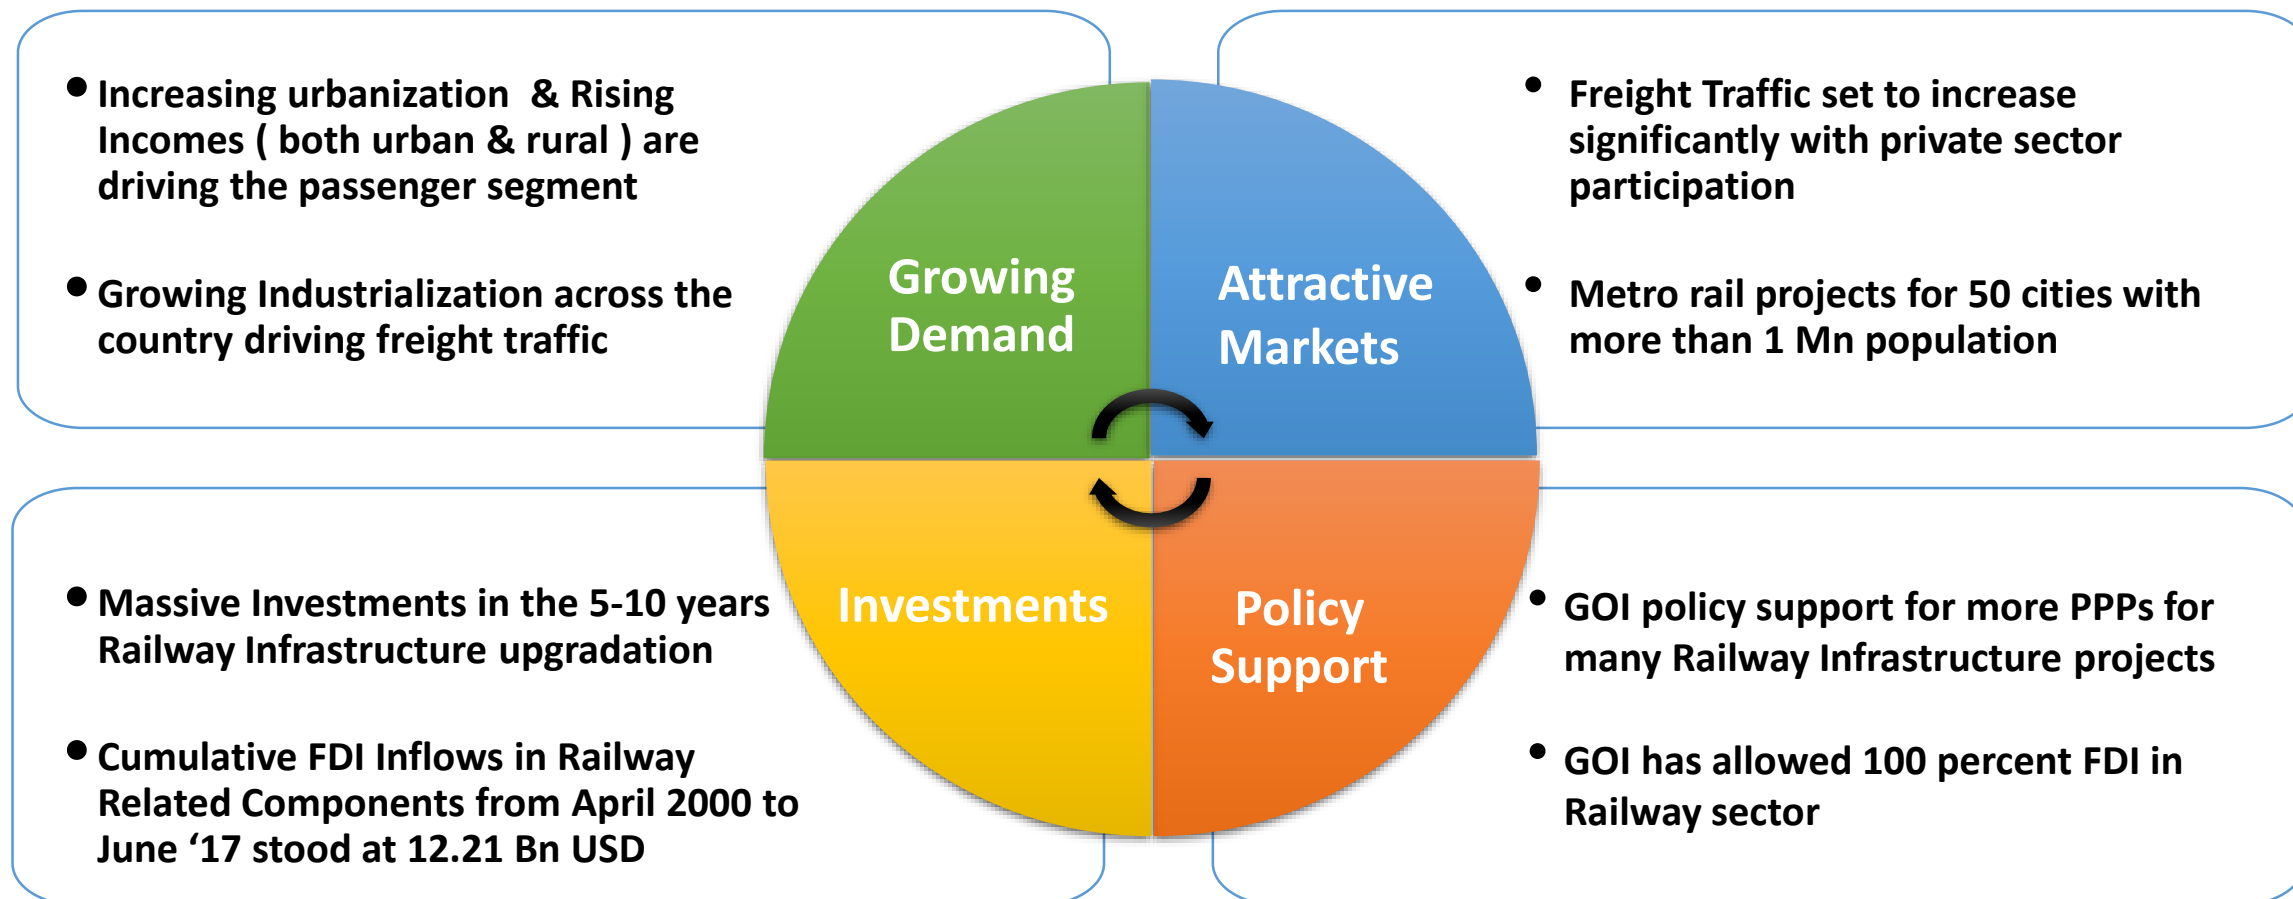 • Increasing urbanization & Rising
Incomes ( both urban & rural ) are
driving the passenger segment
• Growing Industrialization across the
country driving freight traffic
Growing
Demand
Attractive
Markets
• Freight Traffic set to increase
significantly with private sector
participation
• Metro rail projects for 50 cities with
more than 1 Mn population
• Massive Investments in the 5-10 years
Railway Infrastructure upgradation
• Cumulative FDI Inflows in Railway
Related Components from April 2000 to
June ‘17 stood at 12.21 Bn USD
Investments
Policy
Support
• GOI policy support for more PPPs for
many Railway Infrastructure projects
• GOI has allowed 100 percent FDI in
Railway sector